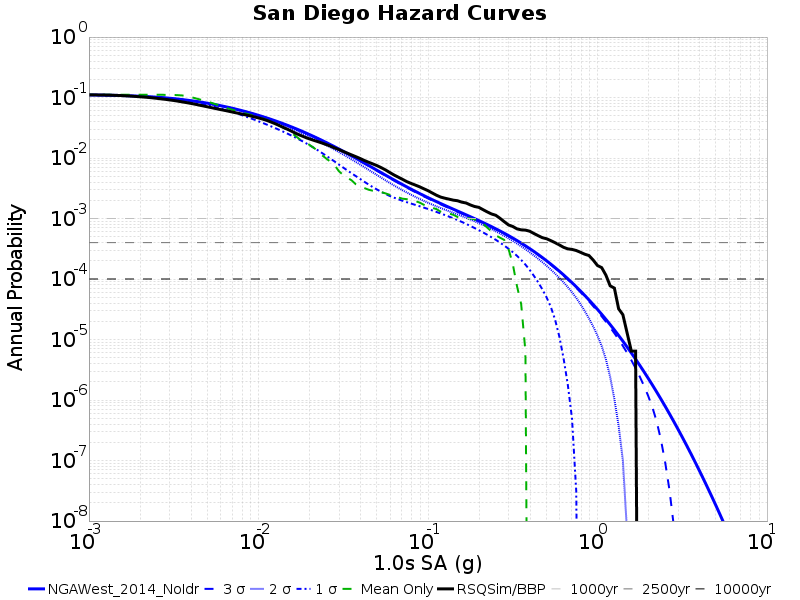 San Diego Hazard Curves
10^0
10^-1
10^-2
10^-3
10^-4
10^-5
10^-6
10^-7
10^-8
Annual Probability
10^-3 10^-2 10^-1 10^0 10^1
1.0s SA (g)
NGAWest_2014_NoIdr 3 σ 2 σ 1 σ Mean Only RSQSim/BBP 1000yr 2500yr 10000yr